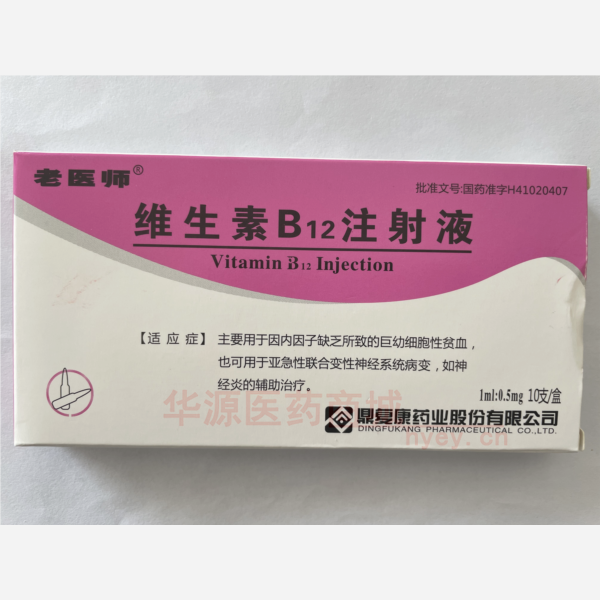 老医师®
批准文号:国药准字H41020407
维生素B12注射液
Vitamin B12 Injection
【适应症】主要用于因内因子缺乏所致的巨幼细胞性贫血，
也可用于亚急性联合变性神经系统病变，如神
经炎的辅助治疗。
1ml:0.5mg 10支/盒
华源医药商城
鼎复康药业股份有限公司
DINGFUKANG PHARMACEUTICAL CO.,LTD.
hyey.cn